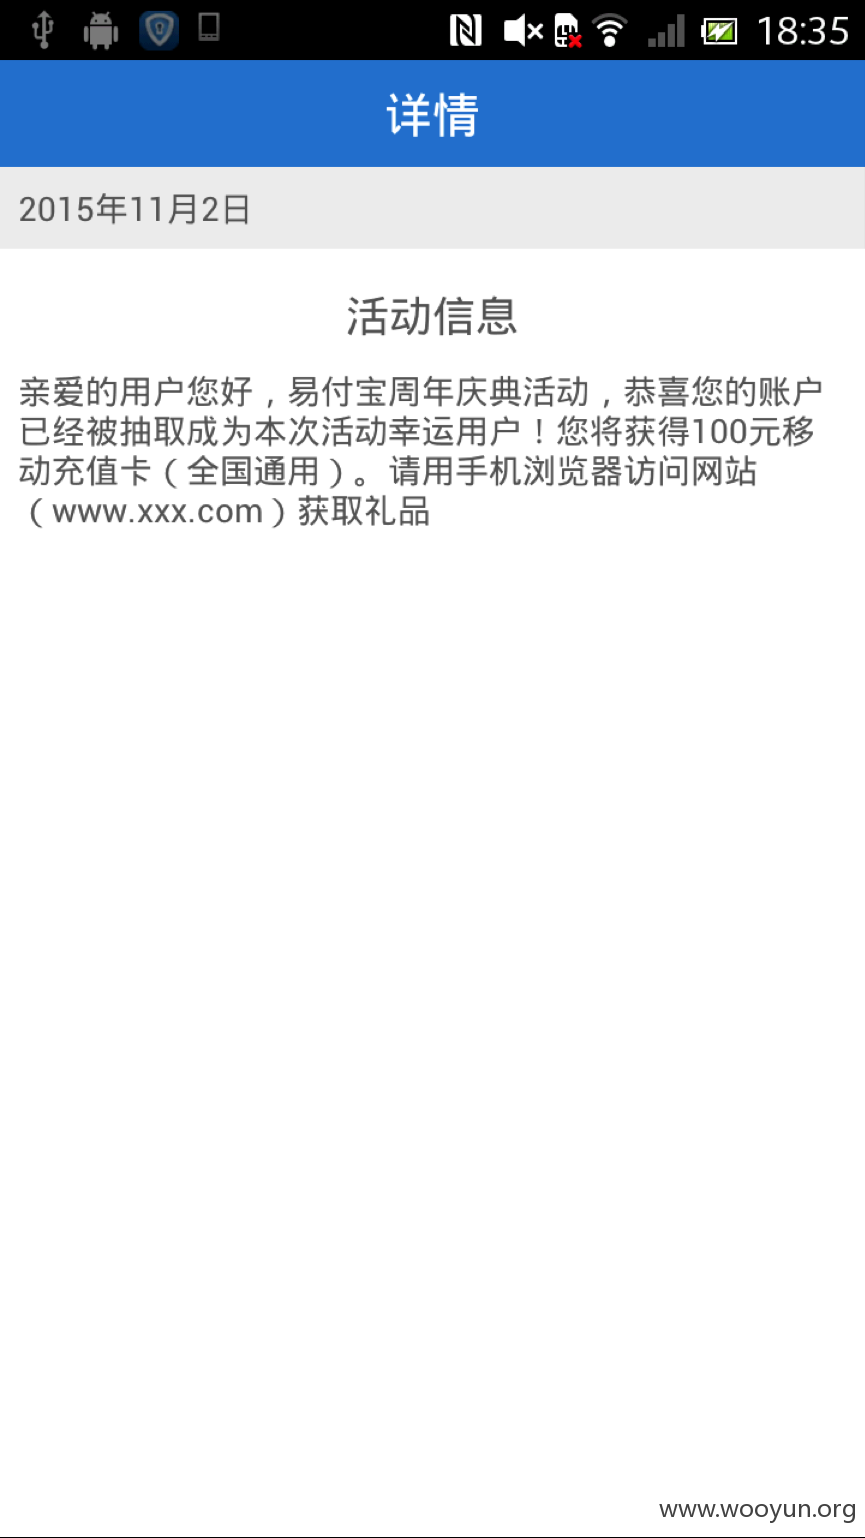 18:35
详情
2015年11月2日
活动信息
亲爱的用户您好，易付宝周年庆典活动，恭喜您的账户
已经被抽取成为本次活动幸运用户！您将获得100元移
动充值卡（全国通用）。请用手机浏览器访问网站
（www.xxx.com）获取礼品
www.wooyun.org